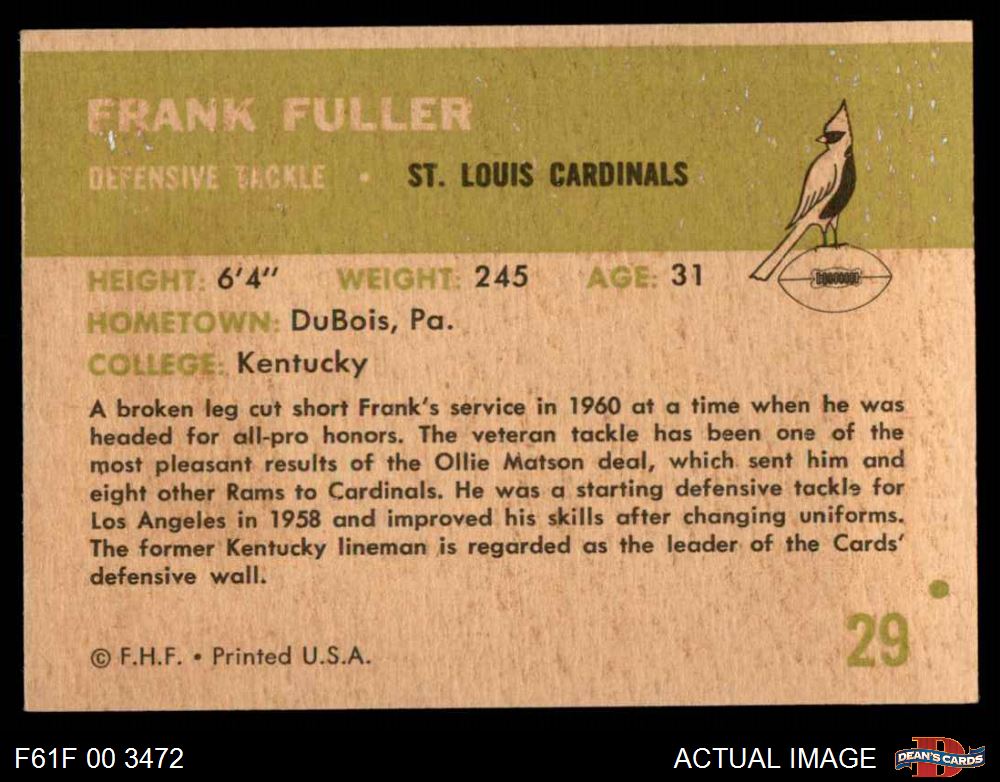 FRANK FULLER
DEFENSIVE TACKLE • ST. LOUIS CARDINALS
HEIGHT: 6'4" WEIGHT: 245 AGE: 31
HOMETOWN: DuBois, Pa.
COLLEGE: Kentucky
A broken leg cut short Frank's service in 1960 at a time when he was
headed for all-pro honors. The veteran tackle has been one of the
most pleasant results of the Ollie Matson deal, which sent him and
eight other Rams to Cardinals. He was a starting defensive tackle for
Los Angeles in 1958 and improved his skills after changing uniforms.
The former Kentucky lineman is regarded as the leader of the Cards'
defensive wall.
29
© F.H.F. • Printed U.S.A.
F61F 00 3472
ACTUAL IMAGE
D
DEAN'S CARDS